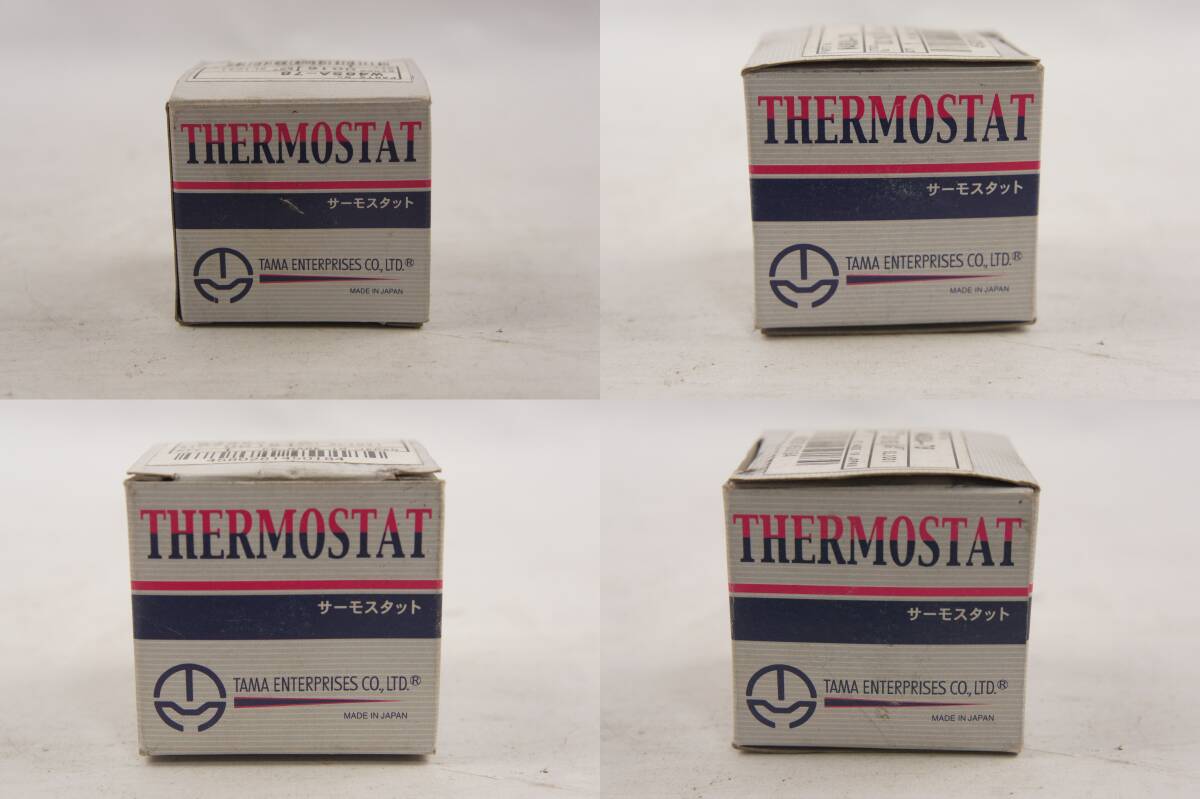 W48SA-78
THERMOSTAT
サーモスタット
TAMA ENTERPRISES CO., LTD.®
MADE IN JAPAN
THERMOSTAT
サーモスタット
TAMA ENTERPRISES CO., LTD.®
MADE IN JAPAN
THERMOSTAT
サーモスタット
TAMA ENTERPRISES CO., LTD.®
MADE IN JAPAN
THERMOSTAT
サーモスタット
TAMA ENTERPRISES CO., LTD.®
MADE IN JAPAN